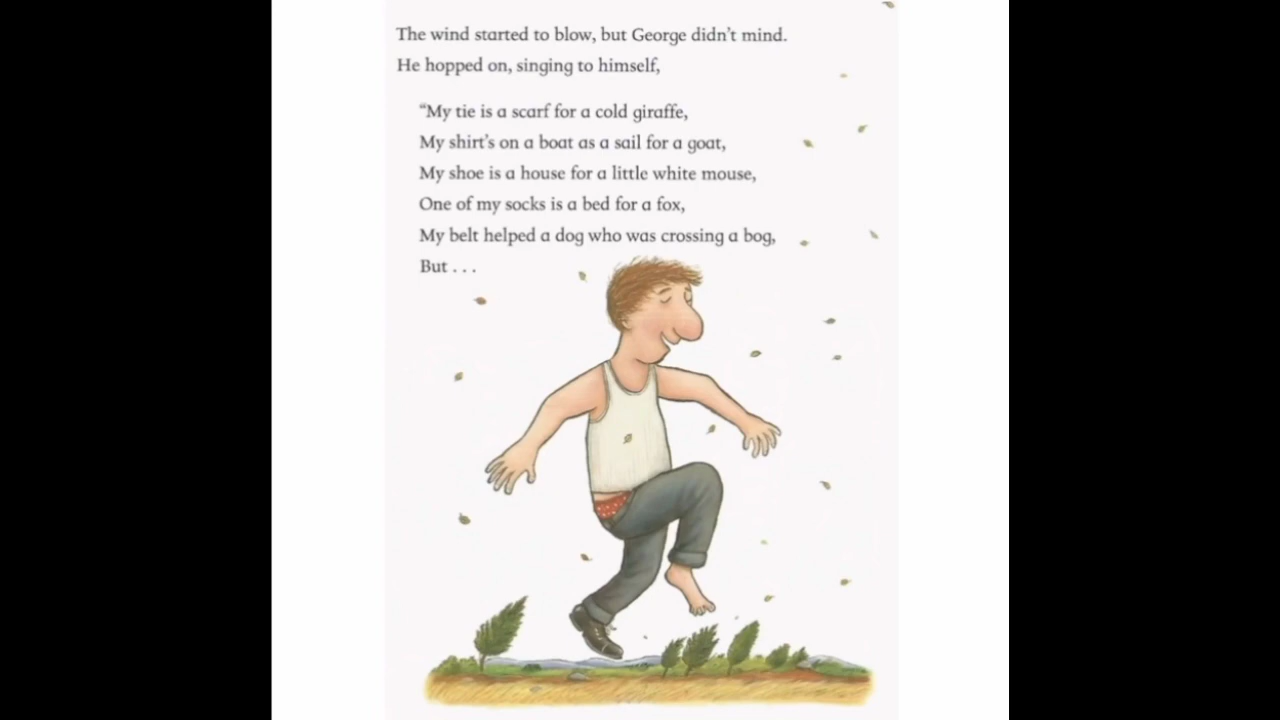 The wind started to blow, but George didn't mind.
He hopped on, singing to himself,
“My tie is a scarf for a cold giraffe,
My shirt's on a boat as a sail for a goat,
My shoe is a house for a little white mouse,
One of my socks is a bed for a fox,
My belt helped a dog who was crossing a bog,
But . . .